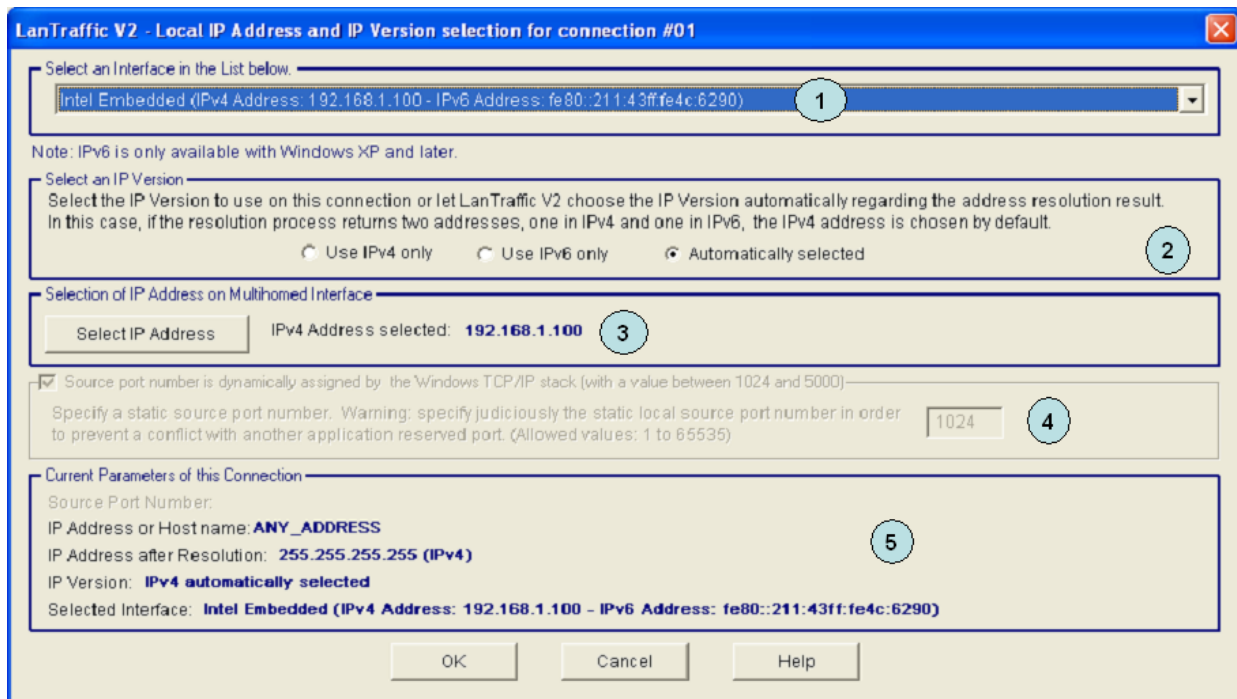 LanTraffic V2 - Local IP Address and IP Version selection for connection #01
Select an Interface in the List below.
Intel Embedded (IPv4 Address: 192.168.1.100 - IPv6 Address: fe80::211:43ff:fe4c:6290)
1
Note: IPv6 is only available with Windows XP and later.
Select an IP Version
Select the IP Version to use on this connection or let LanTraffic V2 choose the IP Version automatically regarding the address resolution result.
In this case, if the resolution process returns two addresses, one in IPv4 and one in IPv6, the IPv4 address is chosen by default.
Use IPv4 only Use IPv6 only Automatically selected
2
Selection of IP Address on Multihomed Interface
Select IP Address IPv4 Address selected: 192.168.1.100 3
Source port number is dynamically assigned by the Windows TCP/IP stack (with a value between 1024 and 5000)
Specify a static source port number. Warning: specify judiciously the static local source port number in order
to prevent a conflict with another application reserved port. (Allowed values: 1 to 65535)
1024 4
Current Parameters of this Connection
Source Port Number:
IP Address or Host name: ANY_ADDRESS
IP Address after Resolution: 255.255.255.255 (IPv4)
5
IP Version: IPv4 automatically selected
Selected Interface: Intel Embedded (IPv4 Address: 192.168.1.100 - IPv6 Address: fe80::211:43ff:fe4c:6290)
OK Cancel Help